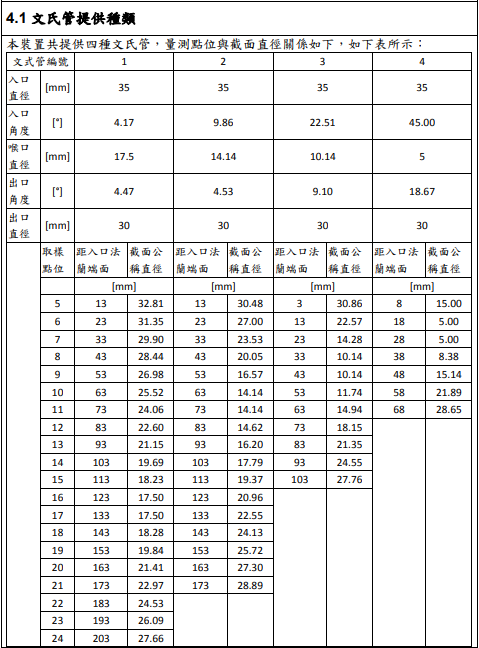 4.1 文氏管提供種類
本裝置共提供四種文氏管，量測點位與截面直徑關係如下，如下表所示：
文式管編號 1 2 3 4
入口直徑 [mm] 35 35 35 35
入口角度 [°] 4.17 9.86 22.51 45.00
喉口直徑 [mm] 17.5 14.14 10.14 5
出口角度 [°] 4.47 4.53 9.10 18.67
出口直徑 [mm] 30 30 30 30
取樣點位 距入口法蘭端面 截面公稱直徑 距入口法蘭端面 截面公稱直徑 距入口法蘭端面 截面公稱直徑 距入口法蘭端面 截面公稱直徑
[mm] [mm] [mm] [mm]
5 13 32.81 13 30.48 3 30.86 8 15.00
6 23 31.35 23 27.00 13 22.57 18 5.00
7 33 29.90 33 23.53 23 14.28 28 5.00
8 43 28.44 43 20.05 33 10.14 38 8.38
9 53 26.98 53 16.57 43 10.14 48 15.14
10 63 25.52 63 14.14 53 11.74 58 21.89
11 73 24.06 73 14.14 63 14.94 68 28.65
12 83 22.60 83 14.62 73 18.15
13 93 21.15 93 16.20 83 21.35
14 103 19.69 103 17.79 93 24.55
15 113 18.23 113 19.37 103 27.76
16 123 17.50 123 20.96
17 133 17.50 133 22.55
18 143 18.28 143 24.13
19 153 19.84 153 25.72
20 163 21.41 163 27.30
21 173 22.97 173 28.89
22 183 24.53
23 193 26.09
24 203 27.66